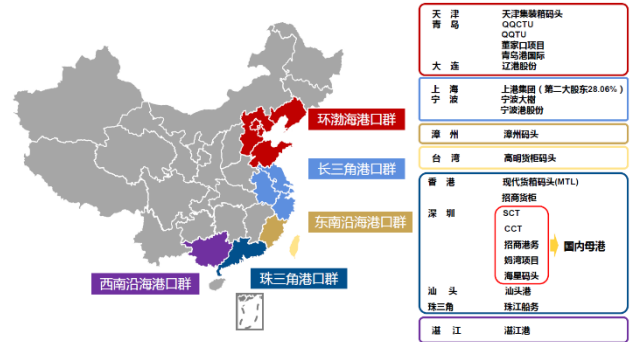 环渤海港口群
长三角港口群
东南沿海港口群
珠三角港口群
西南沿海港口群
天 津 天津集装箱码头
青 岛 QQCTU
QQTU
董家口项目
青岛港国际
大 连 辽港股份
上 海 上港集团（第二大股东28.06%）
宁 波 宁波大榭
宁波港股份
漳 州 漳州码头
台 湾 高明货柜码头
香 港 现代货箱码头(MTL)
招商货柜
深 圳 SCT
CCT
招商港务
妈湾项目
海星码头
国内母港
汕 头 汕头港
珠三角 珠江船务
湛 江 湛江港